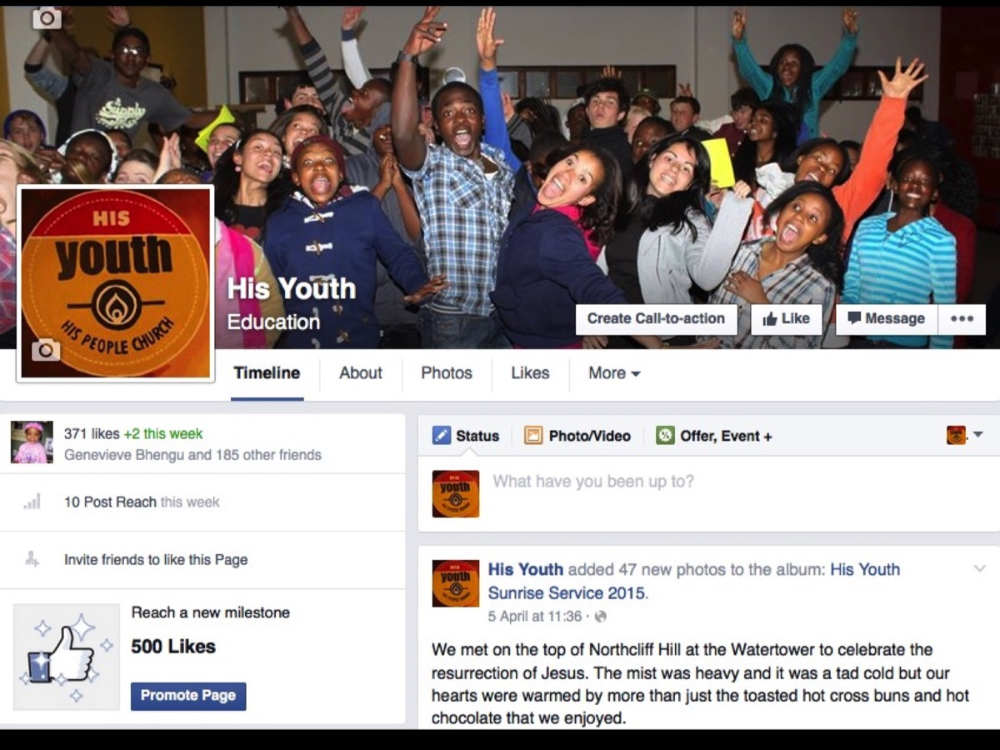 Supply
HIS
youth
HIS PEOPLE CHURCH
His Youth
Education
Create Call-to-action
Like
Message
Timeline
About
Photos
Likes
More
371 likes +2 this week
Genevieve Bhengu and 185 other friends
10 Post Reach this week
Invite friends to like this Page
Reach a new milestone
500 Likes
Promote Page
Status
Photo/Video
Offer, Event +
HIS
youth
What have you been up to?
HIS
youth
His Youth added 47 new photos to the album: His Youth
Sunrise Service 2015.
5 April at 11:36 ·
We met on the top of Northcliff Hill at the Watertower to celebrate the
resurrection of Jesus. The mist was heavy and it was a tad cold but our
hearts were warmed by more than just the toasted hot cross buns and hot
chocolate that we enjoyed.